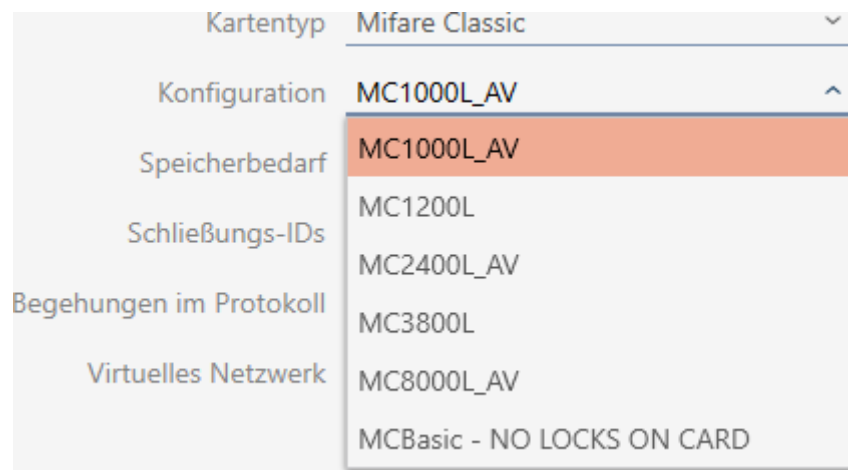 Kartentyp Mifare Classic
Konfiguration MC1000L_AV
Speicherbedarf MC1000L_AV
MC1200L
Schließungs-IDs
MC2400L_AV
Begehungen im Protokoll
MC3800L
Virtuelles Netzwerk MC8000L_AV
MCBasic - NO LOCKS ON CARD